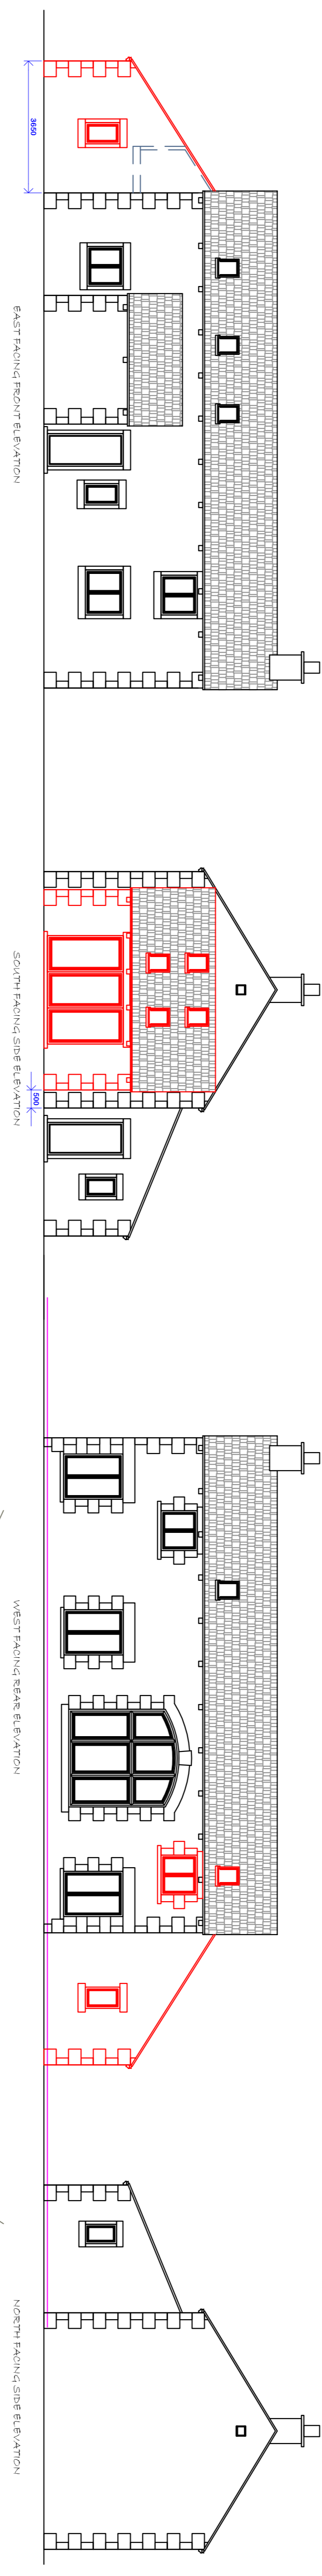 3650
EAST FACING FRONT ELEVATION
500
SOUTH FACING SIDE ELEVATION
WEST FACING REAR ELEVATION
NORTH FACING SIDE ELEVATION